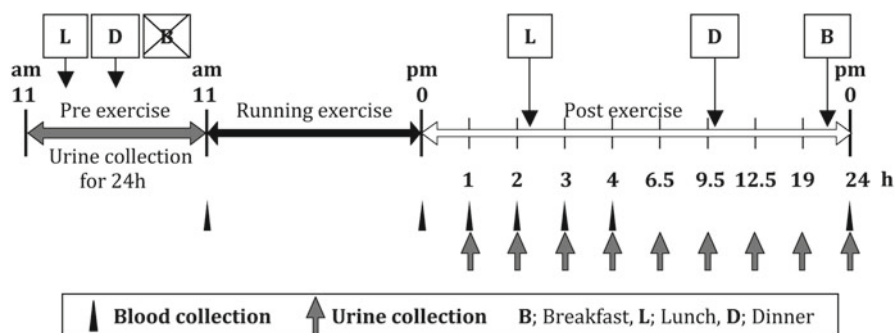 L D B L D B
am am pm pm
11 11 0 0
Pre exercise Running exercise Post exercise
Urine collection
for 24h
1 2 3 4 6.5 9.5 12.5 19 24 h
Blood collection Urine collection B; Breakfast, L; Lunch, D; Dinner